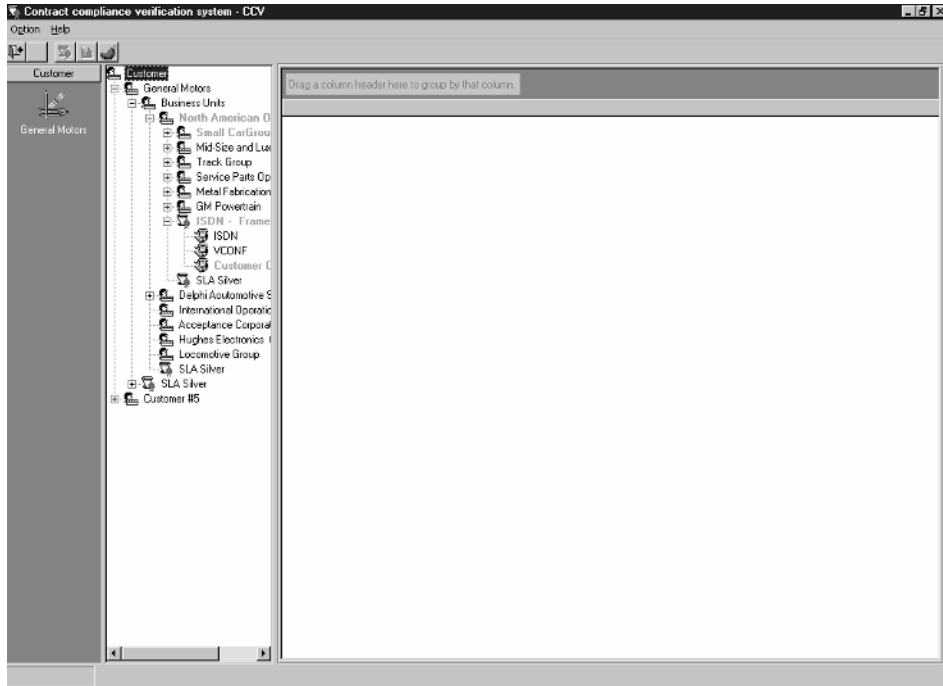 Contract compliance verification system - CCV
Option Help
Customer
General Motors
Customer
General Motors
Business Units
North American O
Small CarGrou
Mid-Size and Lux
Track Group
Service Parts Op
Metal Fabrication
GM Powertrain
ISDN - Frame
ISDN
VCONF
Customer C
SLA Silver
Delphi Aoutomotive S
International Operatio
Acceptance Corporat
Hughes Electronics
Locomotive Group
SLA Silver
SLA Silver
Customer #5
Drag a column header here to group by that column.